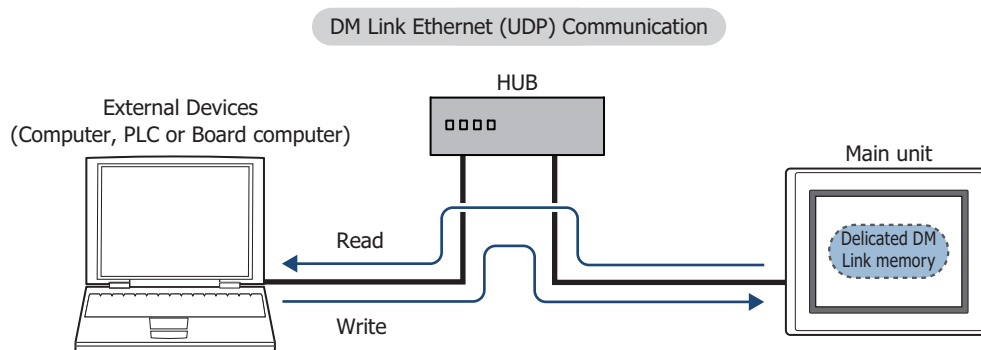 DM Link Ethernet (UDP) Communication
HUB
External Devices
(Computer, PLC or Board computer)
Main unit
Delicated DM
Link memory
Read
Write